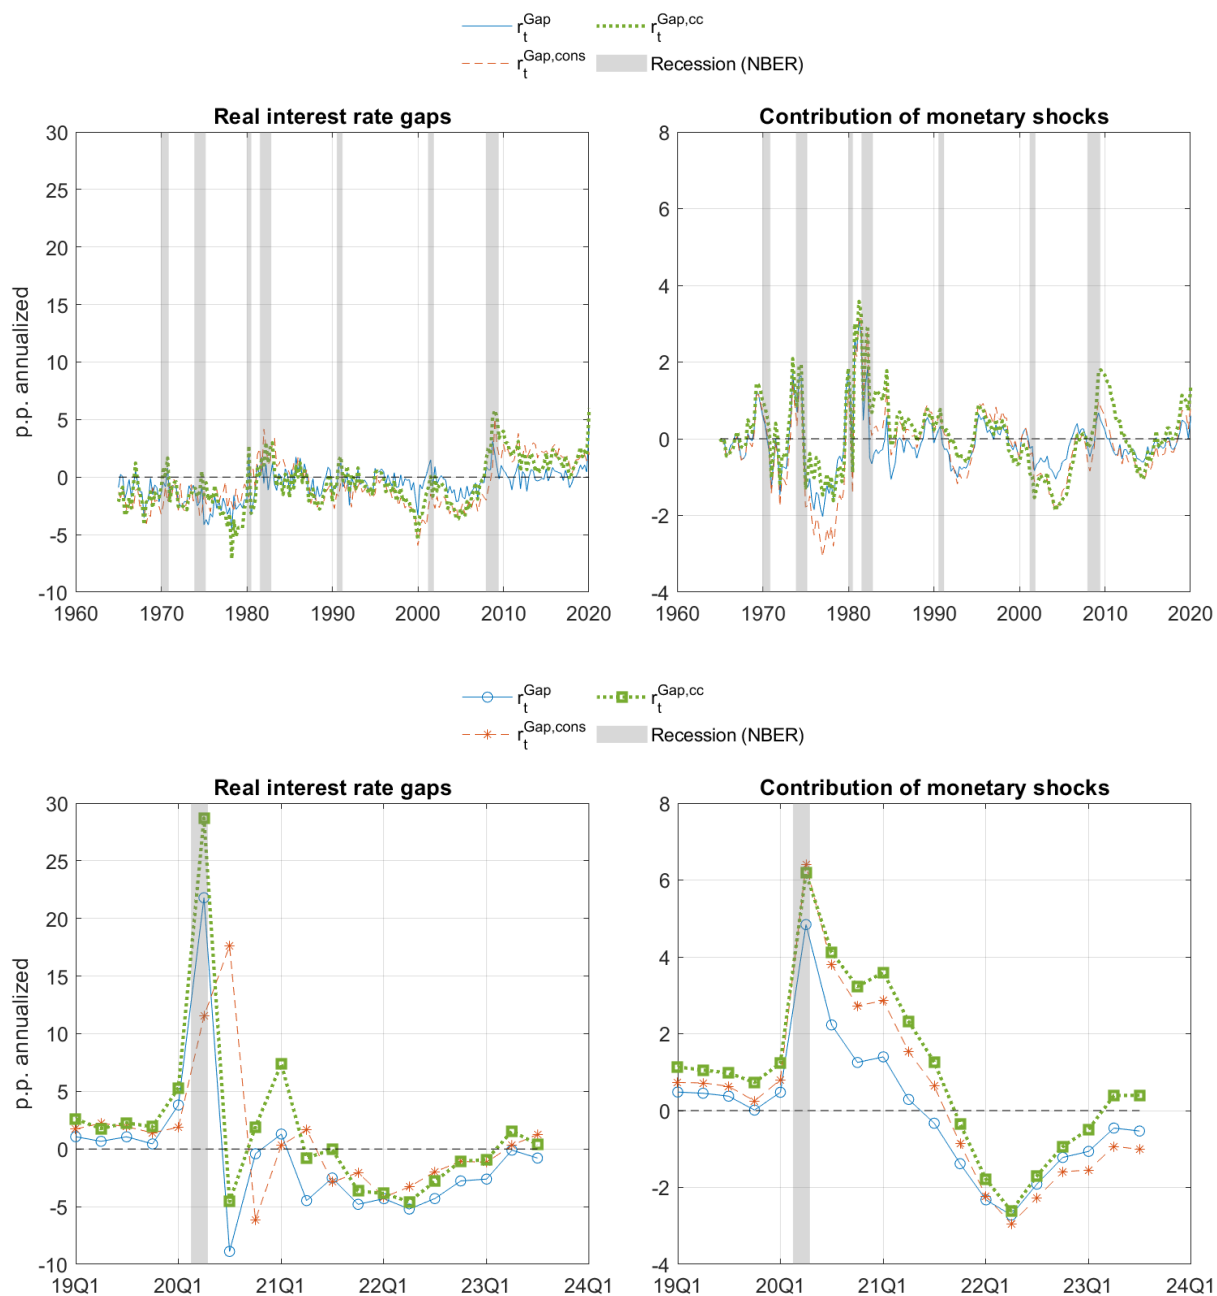 r_t^Gap r_t^Gap,cc
r_t^Gap,cons Recession (NBER)
Real interest rate gaps
30
25
20
15
10
5
0
-5
-10
p.p. annualized
1960 1970 1980 1990 2000 2010 2020
Contribution of monetary shocks
8
6
4
2
0
-2
-4
1960 1970 1980 1990 2000 2010 2020
r_t^Gap r_t^Gap,cc
r_t^Gap,cons Recession (NBER)
Real interest rate gaps
30
25
20
15
10
5
0
-5
-10
p.p. annualized
19Q1 20Q1 21Q1 22Q1 23Q1 24Q1
Contribution of monetary shocks
8
6
4
2
0
-2
-4
19Q1 20Q1 21Q1 22Q1 23Q1 24Q1